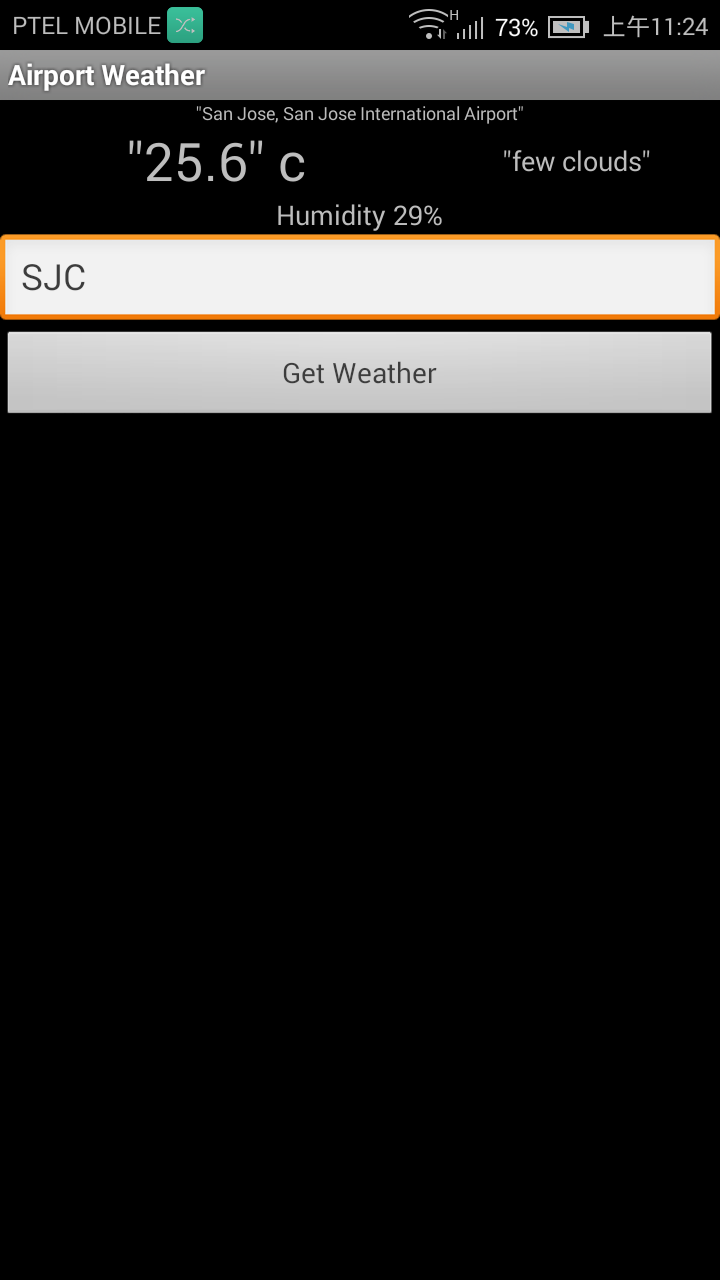 PTEL MOBILE H 73% 上午11:24
Airport Weather
"San Jose, San Jose International Airport"
"25.6" c "few clouds"
Humidity 29%
SJC
Get Weather